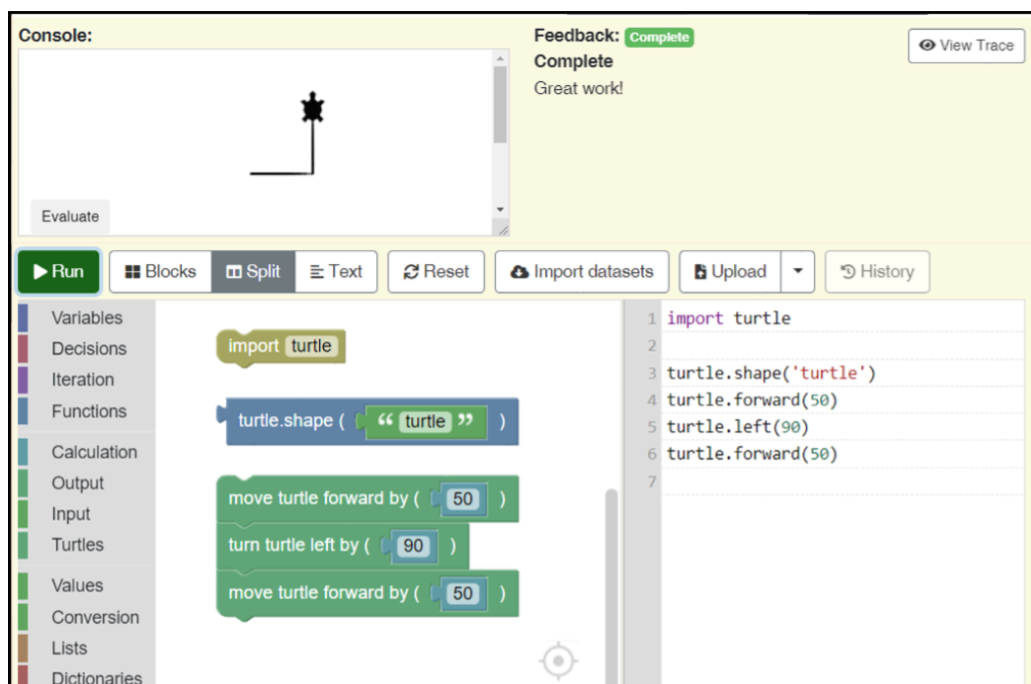 Console:
Feedback: Complete
View Trace
Complete
Great work!
Evaluate
Run
Blocks
Split
Text
Reset
Import datasets
Upload
History
Variables
Decisions
Iteration
Functions
Calculation
Output
Input
Turtles
Values
Conversion
Lists
Dictionaries
import turtle
turtle.shape ( “ turtle ” )
move turtle forward by ( 50 )
turn turtle left by ( 90 )
move turtle forward by ( 50 )
1 import turtle
2
3 turtle.shape('turtle')
4 turtle.forward(50)
5 turtle.left(90)
6 turtle.forward(50)
7